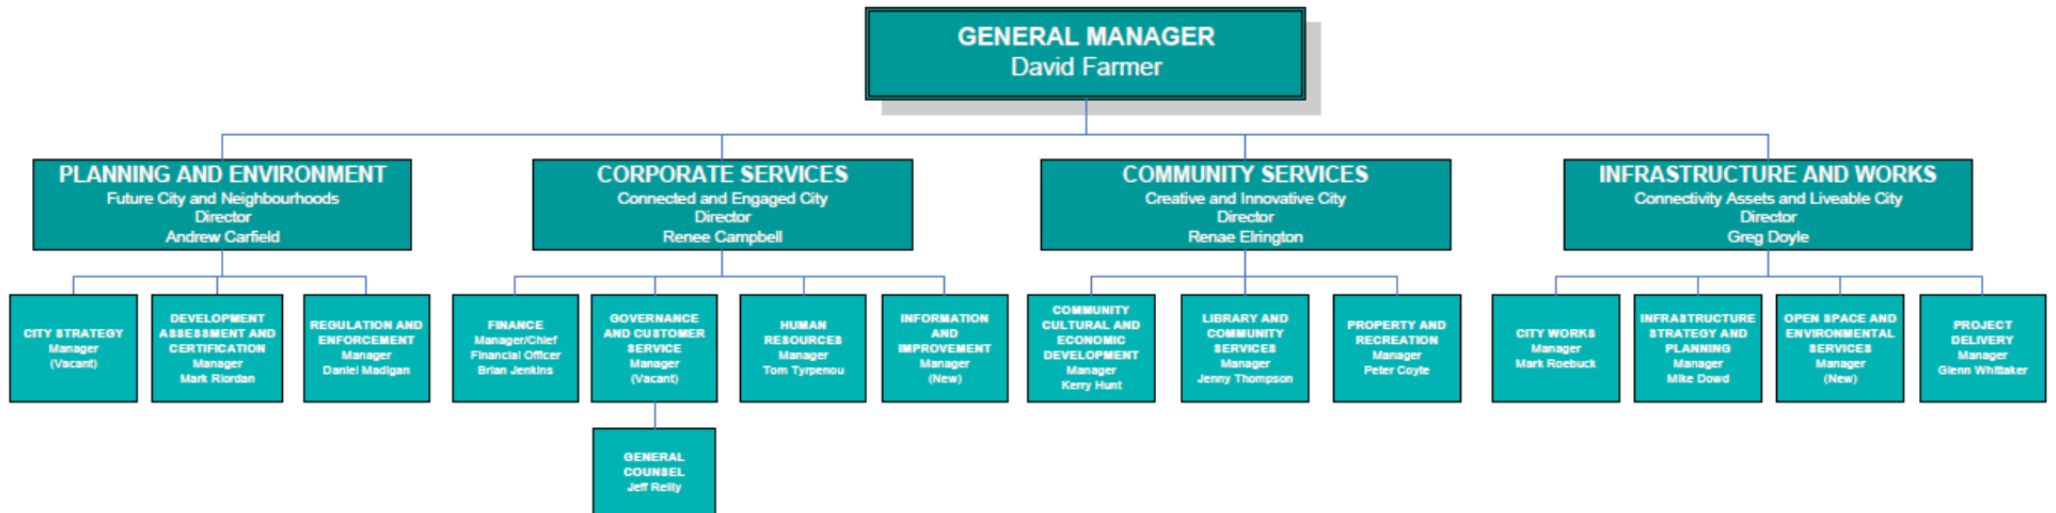 GENERAL MANAGER
David Farmer
PLANNING AND ENVIRONMENT
Future City and Neighbourhoods
Director
Andrew Carfield
CORPORATE SERVICES
Connected and Engaged City
Director
Renee Campbell
COMMUNITY SERVICES
Creative and Innovative City
Director
Renae Elrington
INFRASTRUCTURE AND WORKS
Connectivity Assets and Liveable City
Director
Greg Doyle
CITY STRATEGY
Manager
(Vacant)
DEVELOPMENT
ASSESSMENT AND
CERTIFICATION
Manager
Mark Riordan
REGULATION AND
ENFORCEMENT
Manager
Daniel Madigan
FINANCE
Manager/Chief
Financial Officer
Brian Jenkins
GOVERNANCE
AND CUSTOMER
SERVICE
Manager
(Vacant)
HUMAN
RESOURCES
Manager
Tom Tyrpenou
INFORMATION
AND
IMPROVEMENT
Manager
(New)
COMMUNITY
CULTURAL AND
ECONOMIC
DEVELOPMENT
Manager
Kerry Hunt
LIBRARY AND
COMMUNITY
SERVICES
Manager
Jenny Thompson
PROPERTY AND
RECREATION
Manager
Peter Coyte
CITY WORKS
Manager
Mark Roebuck
INFRASTRUCTURE
STRATEGY AND
PLANNING
Manager
Mike Dowd
OPEN SPACE AND
ENVIRONMENTAL
SERVICES
Manager
(New)
PROJECT
DELIVERY
Manager
Glenn Whittaker
GENERAL
COUNSEL
Jeff Reilly